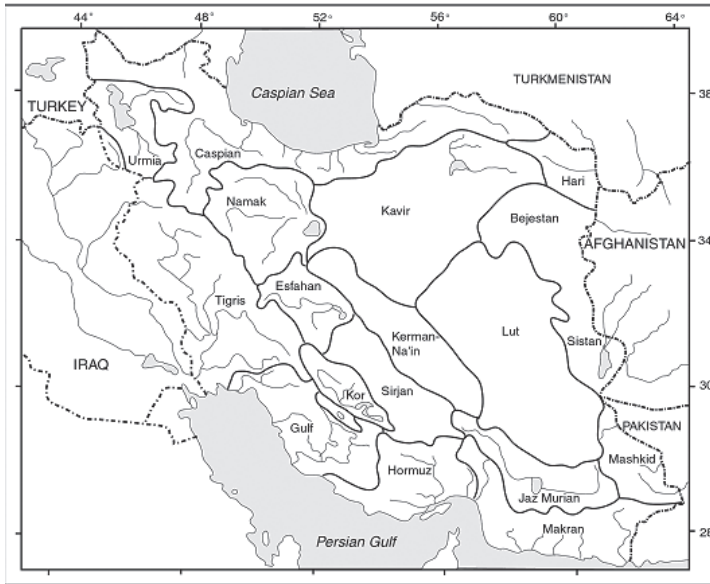 44°
48°
52°
56°
60°
64°
Caspian Sea
TURKMENISTAN
38
TURKEY
Urmia
Caspian
Hari
Namak
Kavir
Bejestan
AFGHANISTAN
34
Esfahan
Tigris
Kerman-
Na'in
Lut
Sistan
IRAQ
Kor
Sirjan
30
Gulf
PAKISTAN
Mashkid
Hormuz
Jaz Murian
Makran
28
Persian Gulf